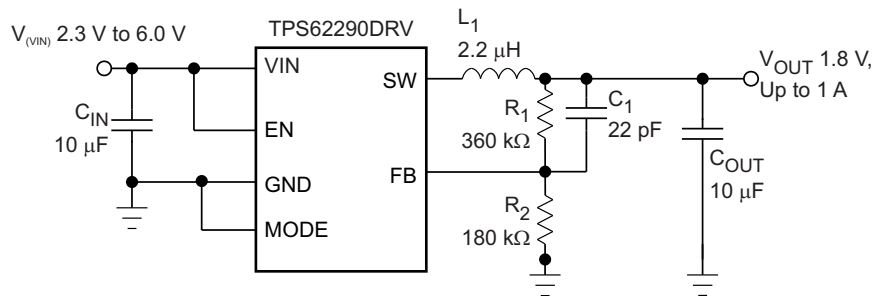 TPS62290DRV
V(VIN) 2.3 V to 6.0 V
L1
2.2 μH
VIN
SW
VOUT 1.8 V,
Up to 1 A
CIN
10 μF
EN
R1
360 kΩ
C1
22 pF
GND
FB
COUT
10 μF
MODE
R2
180 kΩ